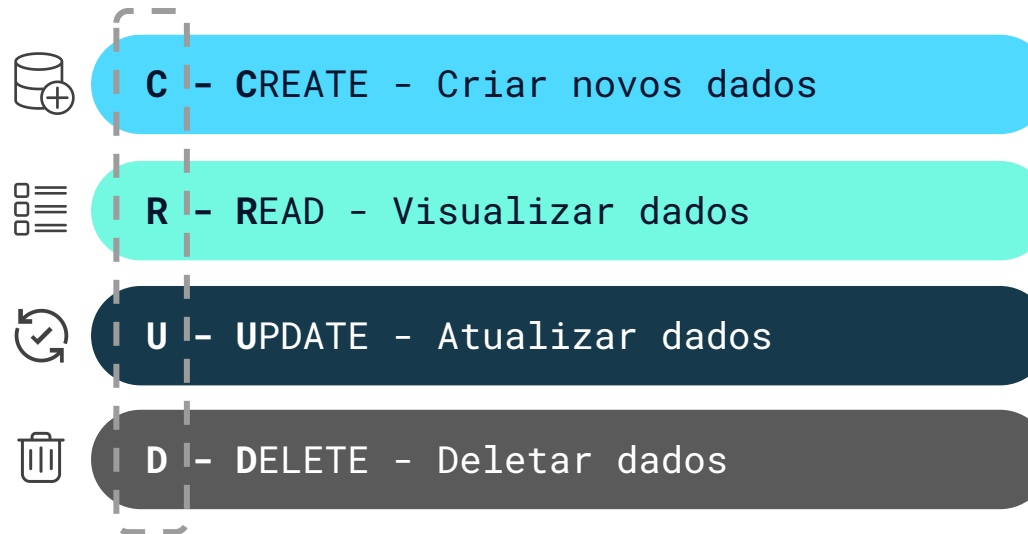 C - CREATE - Criar novos dados
R - READ - Visualizar dados
U - UPDATE - Atualizar dados
D - DELETE - Deletar dados